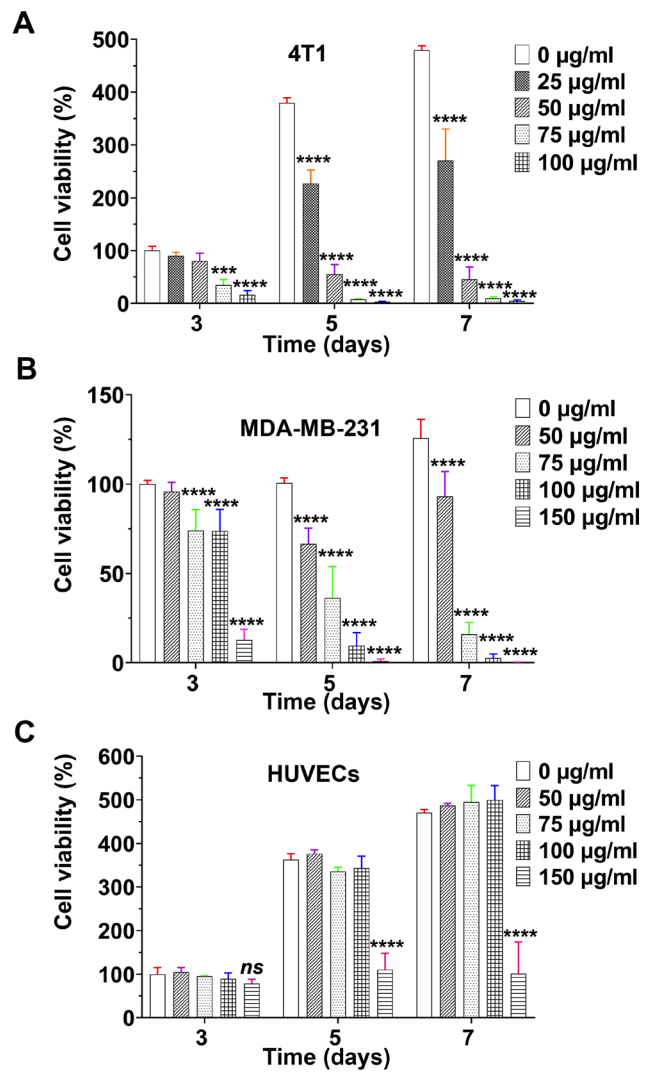 A
4T1
Cell viability (%)
500
400
300
200
100
0
**** **** *** **** **** **** **** **** **** **** ****
3 5 7
Time (days)
0 µg/ml
25 µg/ml
50 µg/ml
75 µg/ml
100 µg/ml
B
MDA-MB-231
Cell viability (%)
150
100
50
0
**** **** **** **** **** **** **** **** **** **** ****
3 5 7
Time (days)
0 µg/ml
50 µg/ml
75 µg/ml
100 µg/ml
150 µg/ml
C
HUVECs
Cell viability (%)
600
500
400
300
200
100
0
ns **** ****
3 5 7
Time (days)
0 µg/ml
50 µg/ml
75 µg/ml
100 µg/ml
150 µg/ml